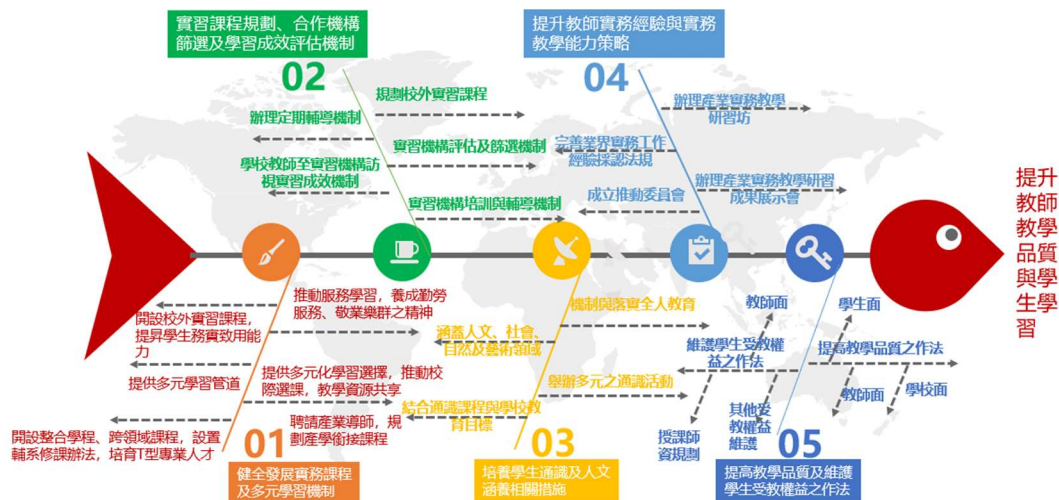 實習課程規劃、合作機構
篩選及學習成效評估機制
02
規劃校外實習課程
辦理定期輔導機制
實習機構評估及篩選機制
學校教師至實習機構訪
視實習成效機制
實習機構培訓與輔導機制
提升教師實務經驗與實務
教學能力策略
04
辦理產業實務教學
研習坊
完善業界實務工作
經驗採認法規
辦理產業實務教學研習
成果展示會
成立推動委員會
提升
教師
教學
品質
與學
生學
習
推動服務學習，養成勤勞
服務、敬業樂群之精神
開設校外實習課程，
提昇學生務實致用能
力
提供多元學習管道
提供多元化學習選擇，推動校
際選課，教學資源共享
聘請產業導師，規
劃產學銜接課程
開設整合學程、跨領域課程，設置
輔系修課辦法，培育T型專業人才
01
健全發展實務課程
及多元學習機制
機制與落實全人教育
涵蓋人文、社會、
自然及藝術領域
舉辦多元之通識活動
結合通識課程與學校教
育目標
03
培養學生通識及人文
涵養相關措施
教師面
學生面
維護學生受教權
益之作法
提高教學品質之作法
教師面
學校面
授課師
資規劃
其他受
教權益
維護
05
提高教學品質及維護
學生受教權益之作法